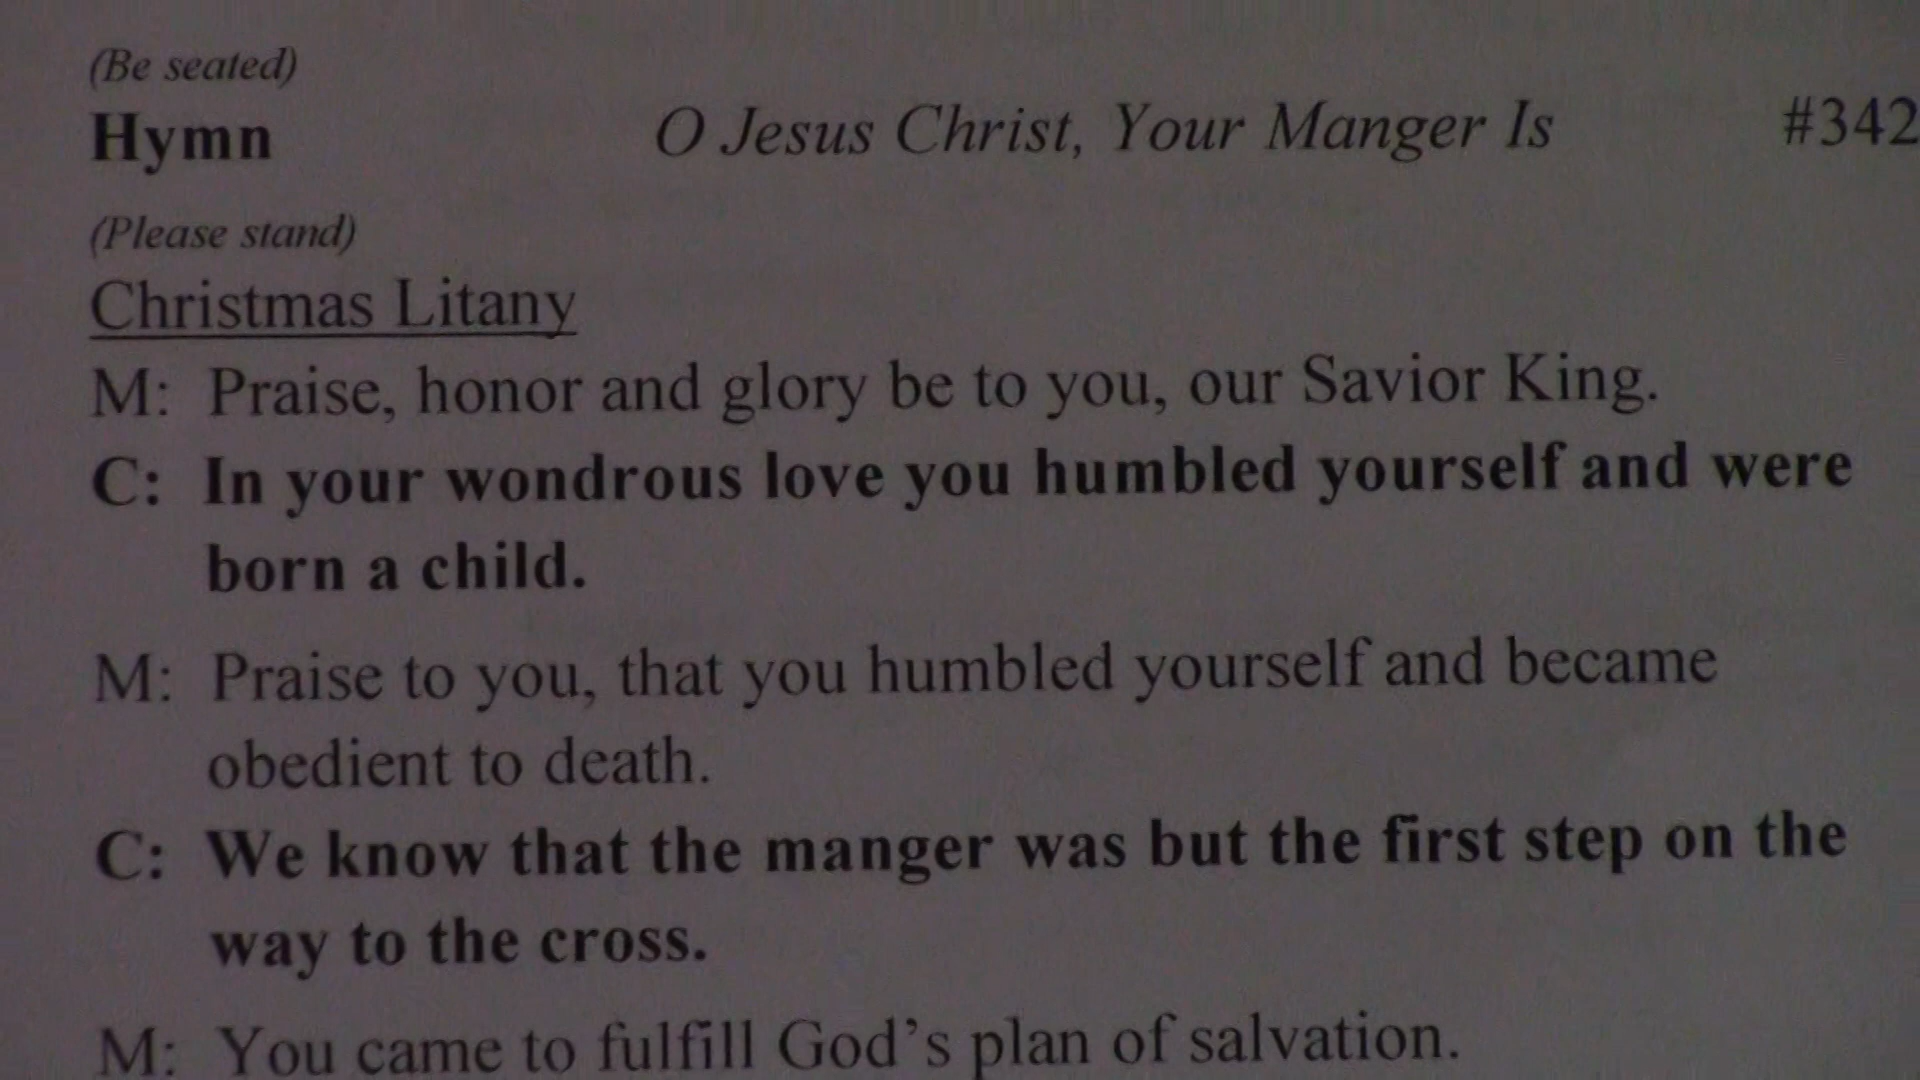 (Be seated)
Hymn O Jesus Christ, Your Manger Is #342
(Please stand)
Christmas Litany
M: Praise, honor and glory be to you, our Savior King.
C: In your wondrous love you humbled yourself and were
born a child.
M: Praise to you, that you humbled yourself and became
obedient to death.
C: We know that the manger was but the first step on the
way to the cross.
M: You came to fulfill God’s plan of salvation.